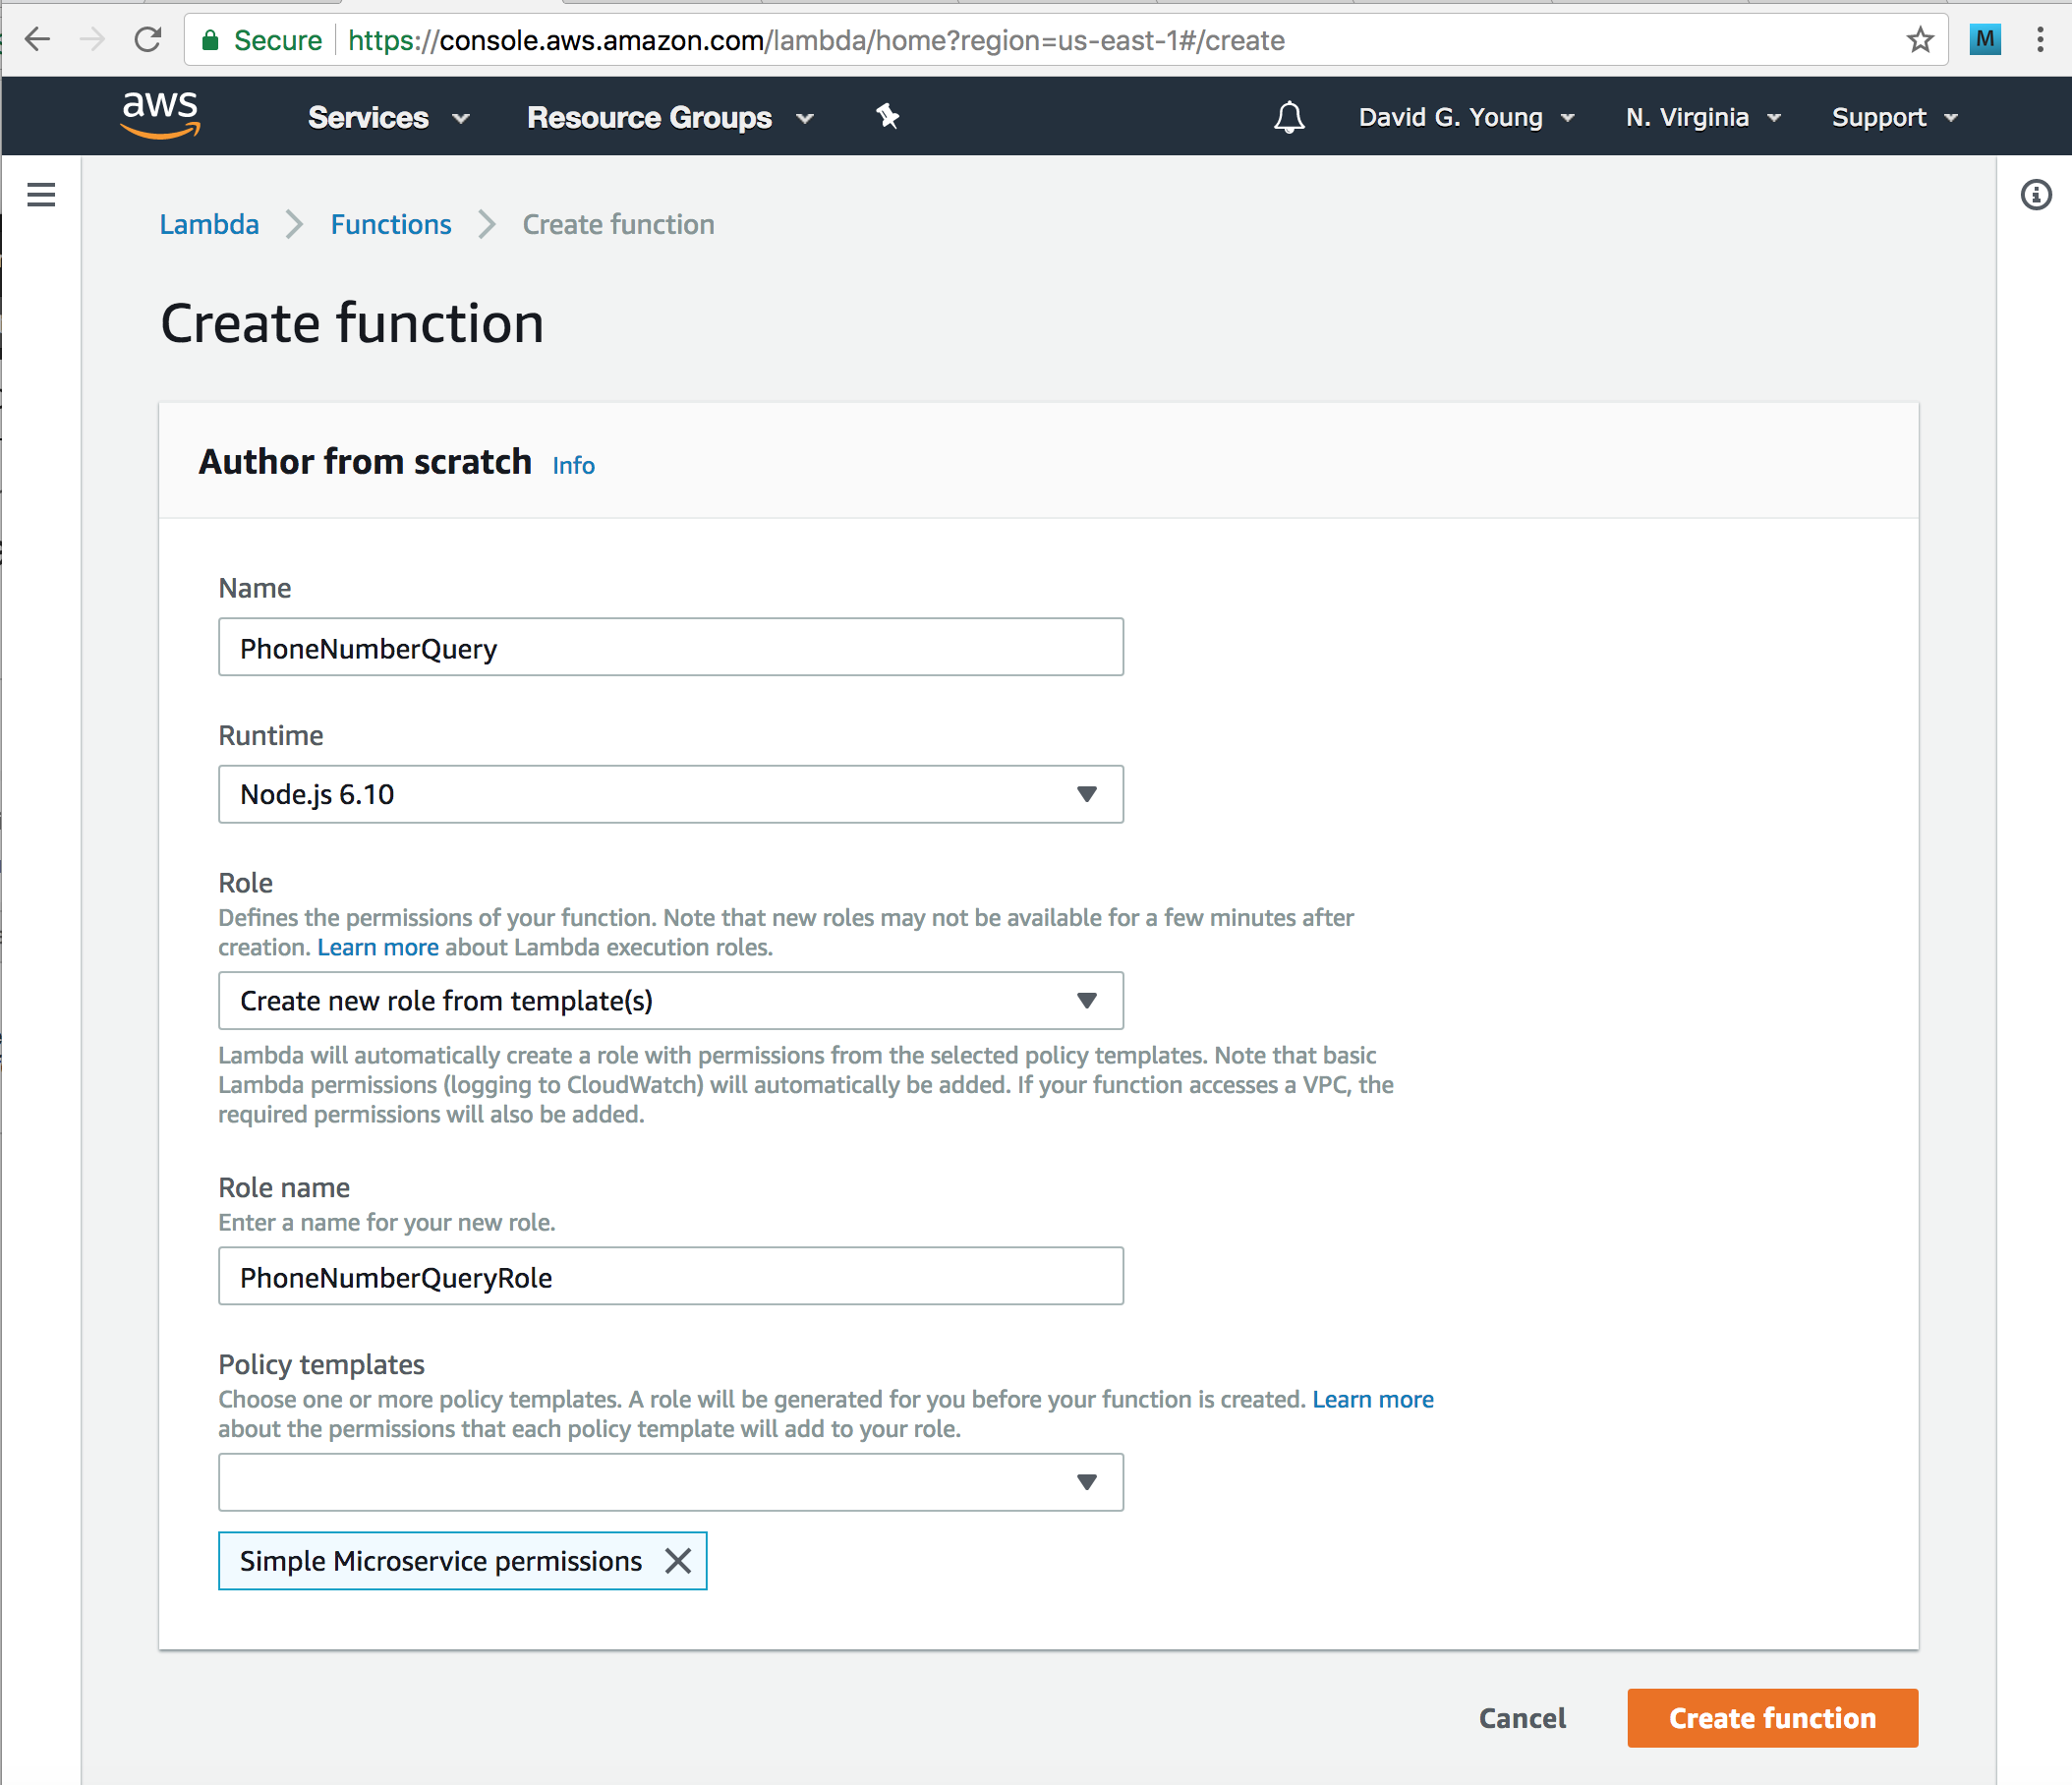 Secure https://console.aws.amazon.com/lambda/home?region=us-east-1#/create
M
aws Services Resource Groups David G. Young N. Virginia Support
Lambda Functions Create function
Create function
Author from scratch Info
Name
PhoneNumberQuery
Runtime
Node.js 6.10
Role
Defines the permissions of your function. Note that new roles may not be available for a few minutes after
creation. Learn more about Lambda execution roles.
Create new role from template(s)
Lambda will automatically create a role with permissions from the selected policy templates. Note that basic
Lambda permissions (logging to CloudWatch) will automatically be added. If your function accesses a VPC, the
required permissions will also be added.
Role name
Enter a name for your new role.
PhoneNumberQueryRole
Policy templates
Choose one or more policy templates. A role will be generated for you before your function is created. Learn more
about the permissions that each policy template will add to your role.
Simple Microservice permissions
Cancel Create function